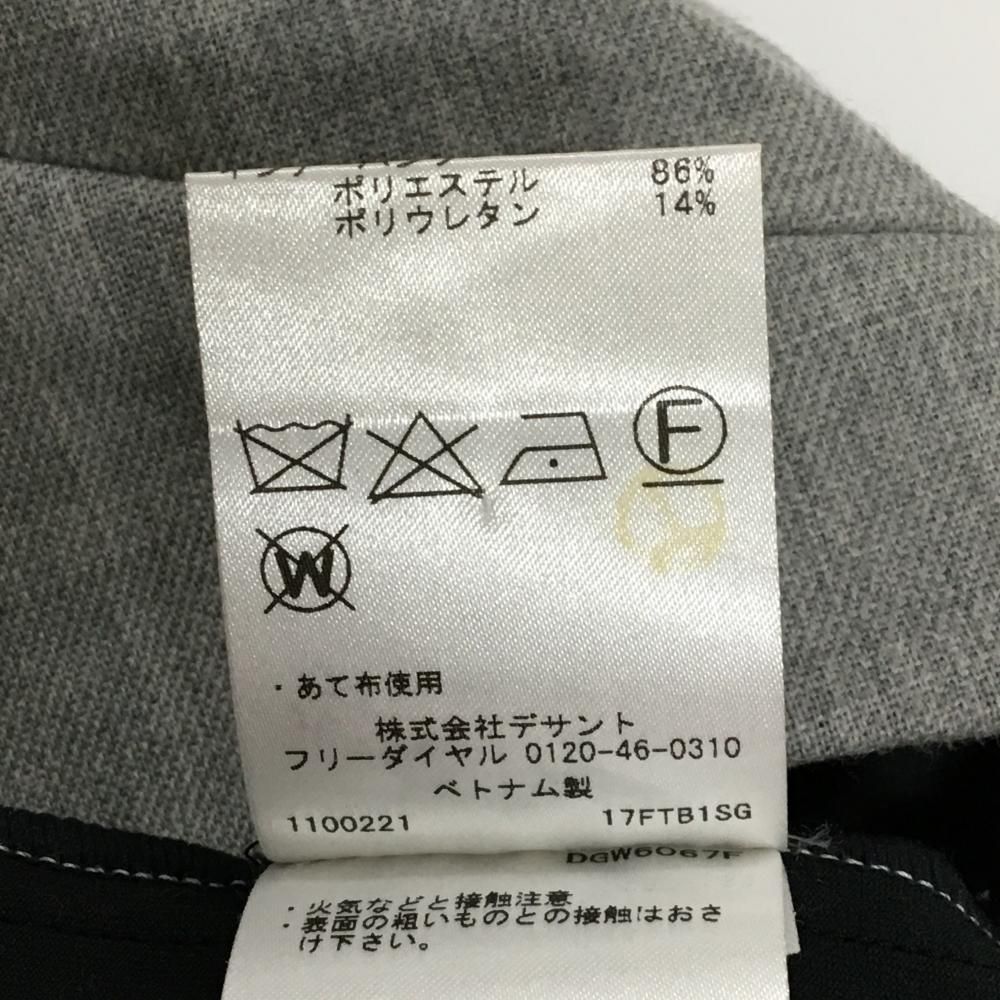 ポリエステル 86%
ポリウレタン 14%
F
W
・あて布使用
株式会社デサント
フリーダイヤル 0120-46-0310
ベトナム製
1100221 17FTB1SG
DGW6067F
・火気などと接触注意
・表面の粗いものとの接触はおさ
け下さい。